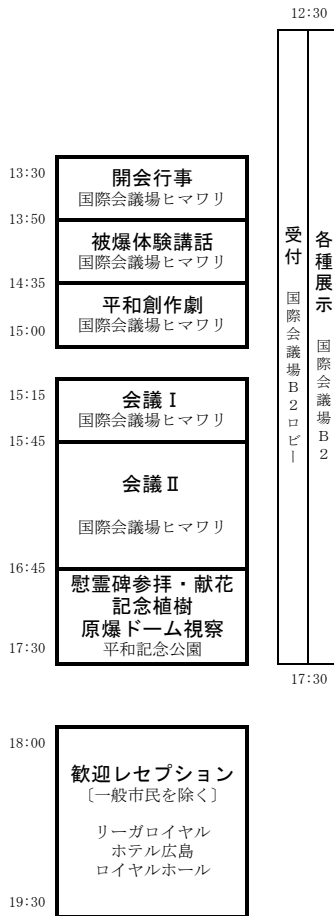 12:30
13:30
開会行事
国際会議場ヒマワリ
13:50
被爆体験講話
国際会議場ヒマワリ
14:35
平和創作劇
国際会議場ヒマワリ
15:00
15:15
会議Ⅰ
国際会議場ヒマワリ
15:45
会議Ⅱ
国際会議場ヒマワリ
16:45
慰霊碑参拝・献花
記念植樹
原爆ドーム視察
平和記念公園
17:30
受付 国際会議場B2ロビー
各種展示 国際会議場B2
17:30
18:00
歓迎レセプション
〔一般市民を除く〕
リーガロイヤル
ホテル広島
ロイヤルホール
19:30